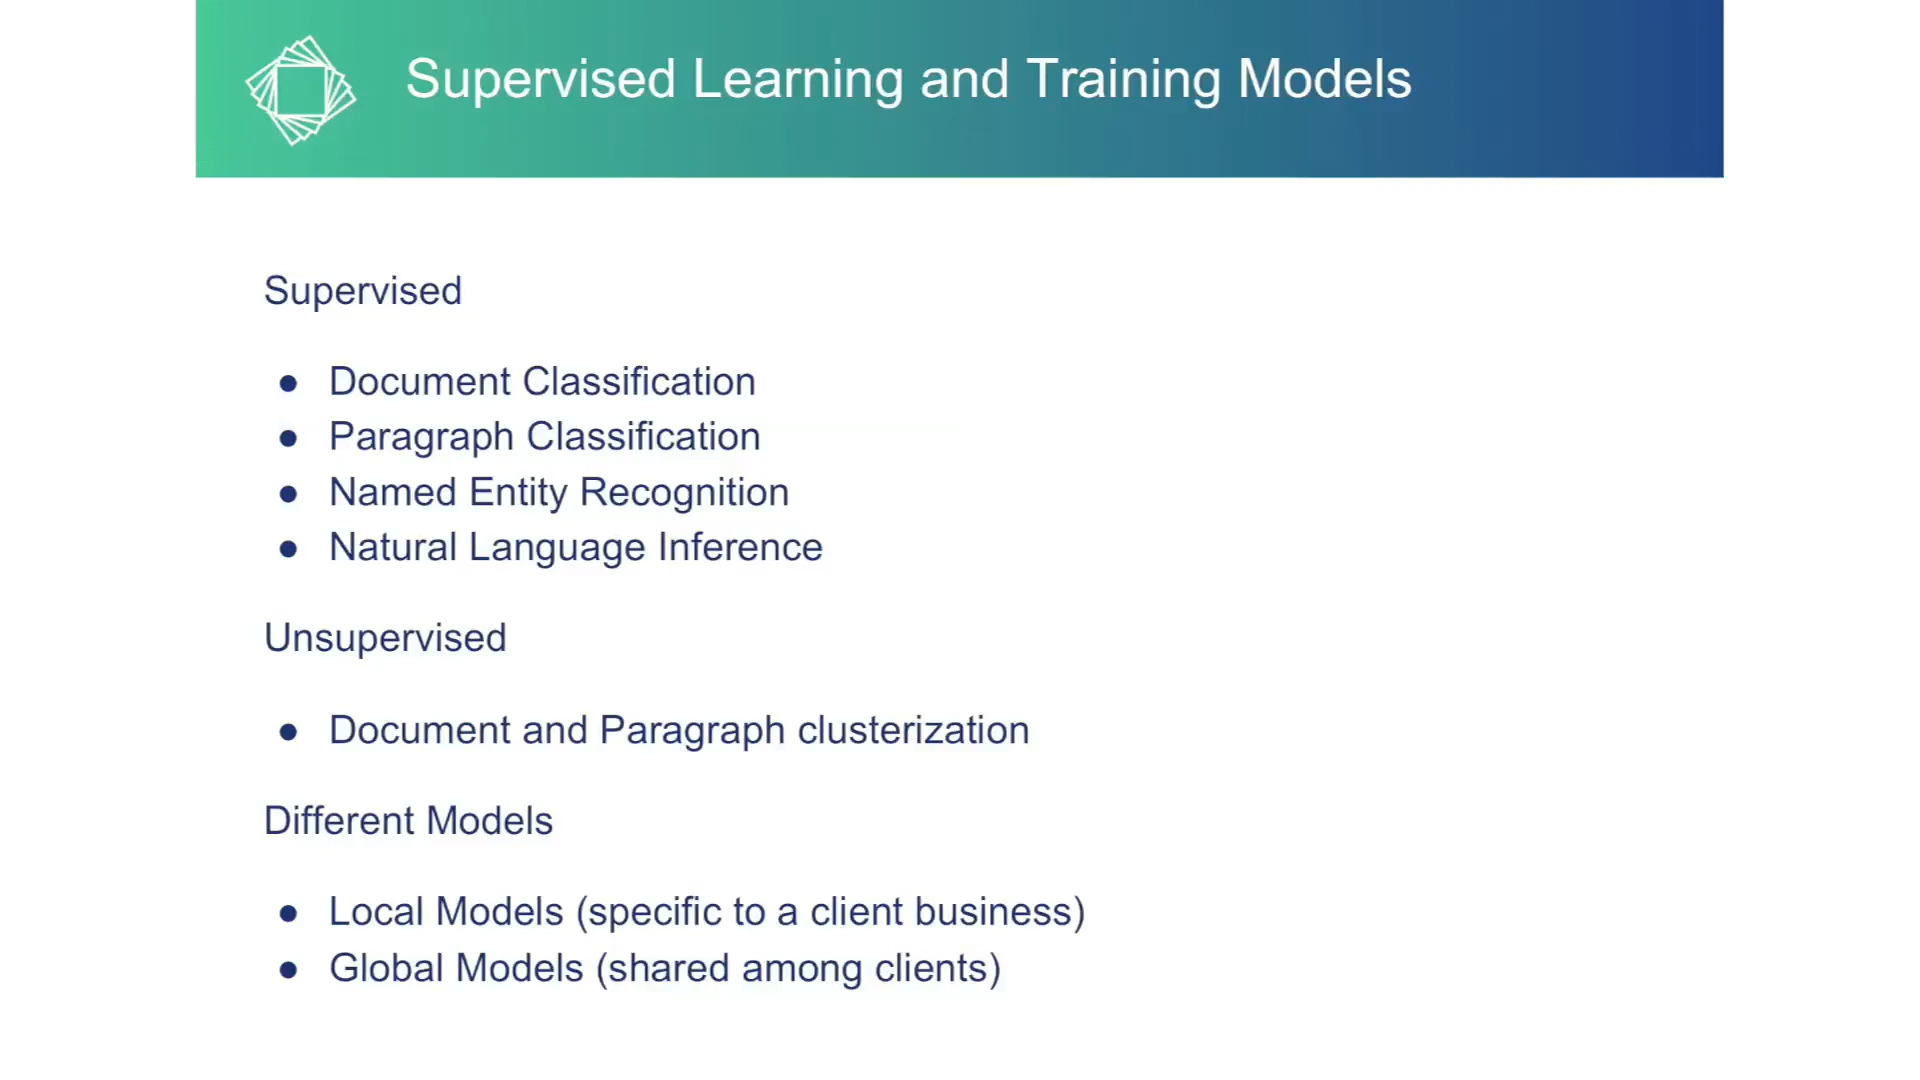 Supervised Learning and Training Models
Supervised
● Document Classification
● Paragraph Classification
● Named Entity Recognition
● Natural Language Inference
Unsupervised
● Document and Paragraph clusterization
Different Models
● Local Models (specific to a client business)
● Global Models (shared among clients)